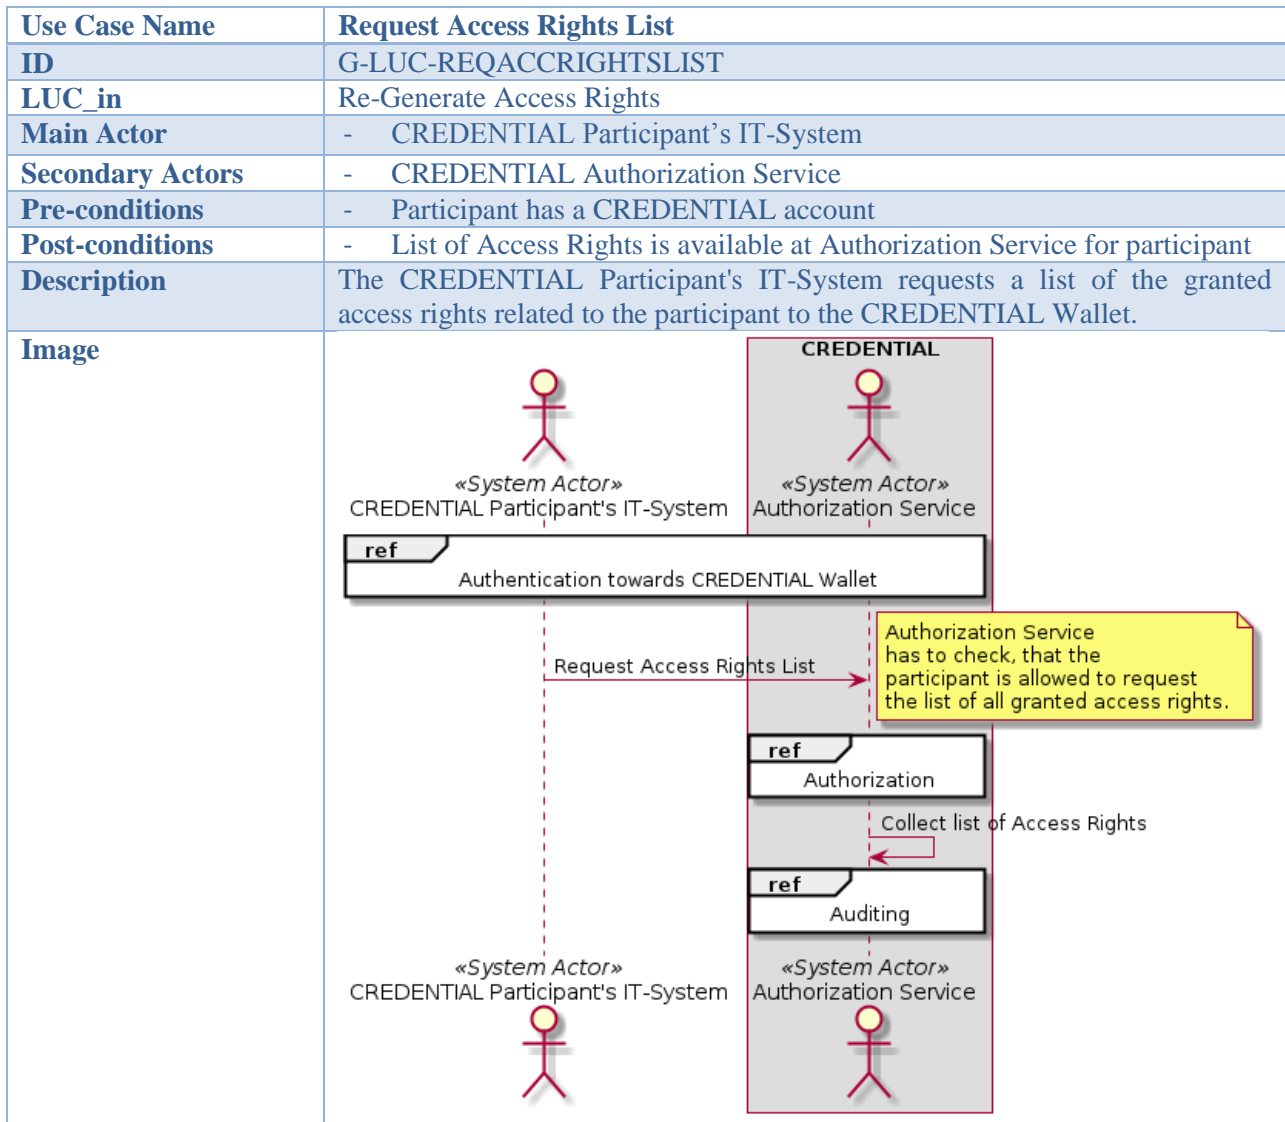 Use Case Name Request Access Rights List
ID G-LUC-REQACCRIGHTSLIST
LUC_in Re-Generate Access Rights
Main Actor - CREDENTIAL Participant’s IT-System
Secondary Actors - CREDENTIAL Authorization Service
Pre-conditions - Participant has a CREDENTIAL account
Post-conditions - List of Access Rights is available at Authorization Service for participant
Description The CREDENTIAL Participant's IT-System requests a list of the granted
access rights related to the participant to the CREDENTIAL Wallet.
Image
CREDENTIAL
«System Actor» «System Actor»
CREDENTIAL Participant's IT-System Authorization Service
ref
Authentication towards CREDENTIAL Wallet
Authorization Service
has to check, that the
participant is allowed to request
the list of all granted access rights.
Request Access Rights List
ref
Authorization
Collect list of Access Rights
ref
Auditing
«System Actor» «System Actor»
CREDENTIAL Participant's IT-System Authorization Service